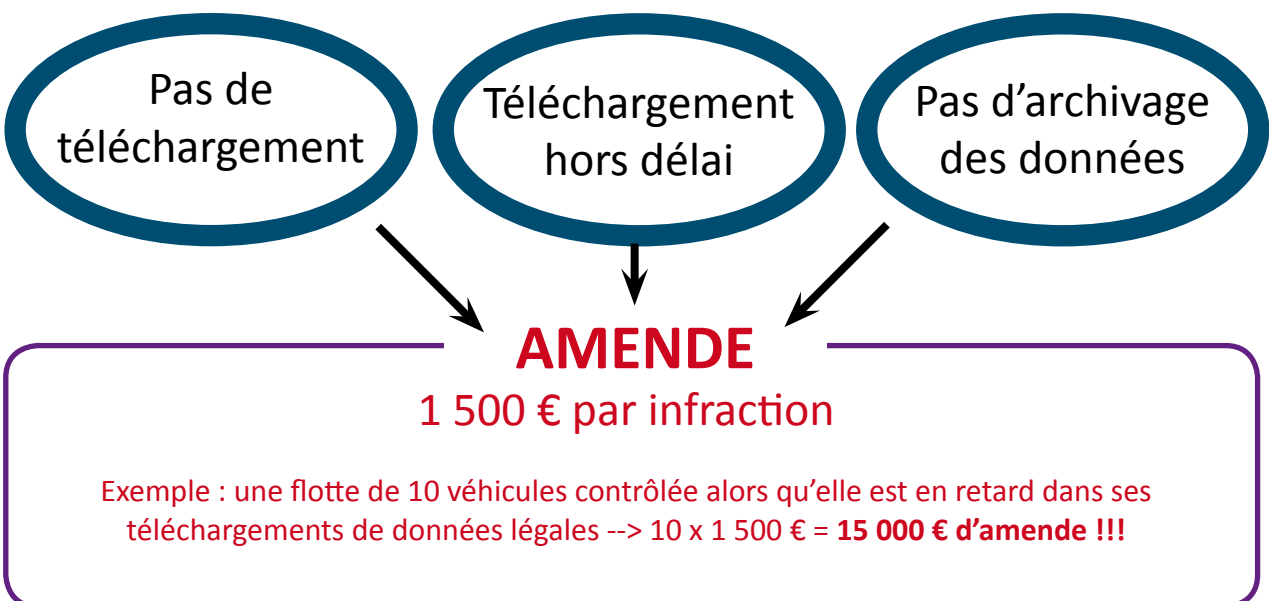 Pas de
téléchargement
Téléchargement
hors délai
Pas d’archivage
des données
AMENDE
1 500 € par infraction
Exemple : une flotte de 10 véhicules contrôlée alors qu’elle est en retard dans ses
téléchargements de données légales --> 10 x 1 500 € = 15 000 € d’amende !!!